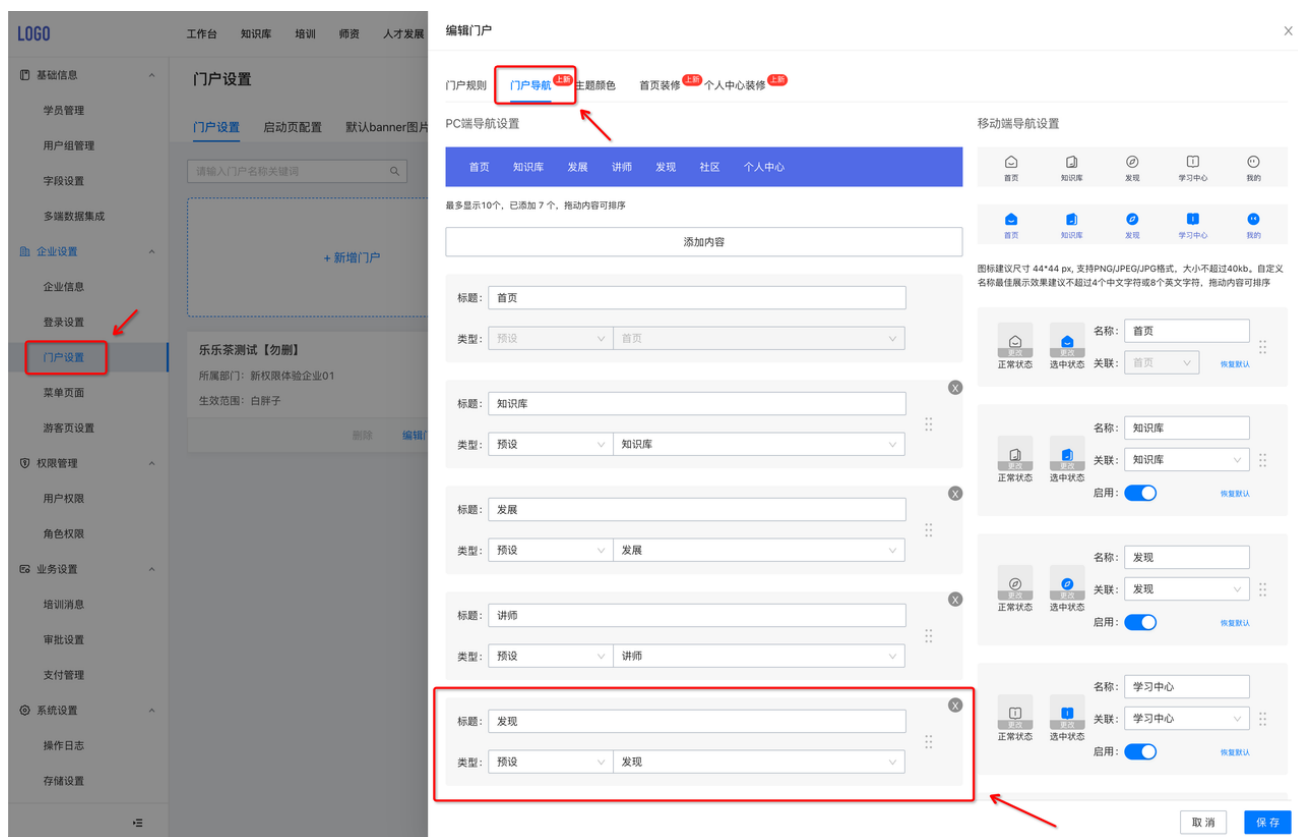 LOGO
工作台 知识库 培训 师资 人才发展
基础信息
学员管理
用户组管理
字段设置
多端数据集成
企业设置
企业信息
登录设置
门户设置
菜单页面
游客页设置
权限管理
用户权限
角色权限
业务设置
培训消息
审批设置
支付管理
系统设置
操作日志
存储设置
门户设置
门户设置 启动页配置 默认banner图片
请输入门户名称关键词
+ 新增门户
乐乐茶测试【勿删】
所属部门：新权限体验企业01
生效范围：白胖子
删除 编辑门
编辑门户
X
门户规则 门户导航 上新 主题颜色 首页装修 上新 个人中心装修 上新
PC端导航设置
首页 知识库 发展 讲师 发现 社区 个人中心
最多显示10个，已添加 7 个，拖动内容可排序
添加内容
标题： 首页
类型： 预设 首页
X
标题： 知识库
类型： 预设 知识库
X
标题： 发展
类型： 预设 发展
X
标题： 讲师
类型： 预设 讲师
X
标题： 发现
类型： 预设 发现
移动端导航设置
首页 知识库 发现 学习中心 我的
首页 知识库 发现 学习中心 我的
图标建议尺寸 44*44 px, 支持PNG/JPEG/JPG格式，大小不超过40kb。自定义
名称最佳展示效果建议不超过4个中文字符或8个英文字符，拖动内容可排序
名称： 首页
更改 更改
正常状态 选中状态 关联： 首页 恢复默认
名称： 知识库
更改 更改 关联： 知识库
正常状态 选中状态
启用： 恢复默认
名称： 发现
更改 更改 关联： 发现
正常状态 选中状态
启用： 恢复默认
名称： 学习中心
更改 更改 关联： 学习中心
正常状态 选中状态
启用： 恢复默认
取 消 保 存